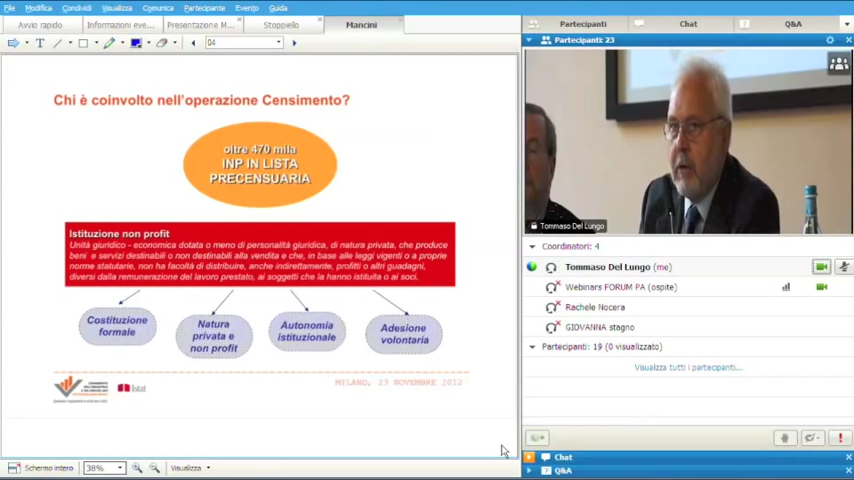 File Modifica Condividi Visualizza Comunica Partecipante Evento Guida
Avvio rapido Informazioni eve... Presentazione M... Stoppiello Mancini
T 04
Chi è coinvolto nell'operazione Censimento?
oltre 470 mila
INP IN LISTA
PRECENSUARIA
Istituzione non profit
Unità giuridico - economica dotata o meno di personalità giuridica, di natura privata, che produce
beni e servizi destinabili o non destinabili alla vendita e che, in base alle leggi vigenti o a proprie
norme statutarie, non ha facoltà di distribuire, anche indirettamente, profitti o altri guadagni,
diversi dalla remunerazione del lavoro prestato, ai soggetti che la hanno istituita o ai soci.
Costituzione
formale
Natura
privata e
non profit
Autonomia
istituzionale
Adesione
volontaria
Istat
MILANO, 23 NOVEMBRE 2012
Schermo intero 38% Visualizza
Partecipanti Chat Q&A
Partecipanti: 23
Tommaso Del Lungo
Coordinatori: 4
Tommaso Del Lungo (me)
Webinars FORUM PA (ospite)
Rachele Nocera
GIOVANNA stagno
Partecipanti: 19 (0 visualizzato)
Visualizza tutti i partecipanti...
Chat
Q&A